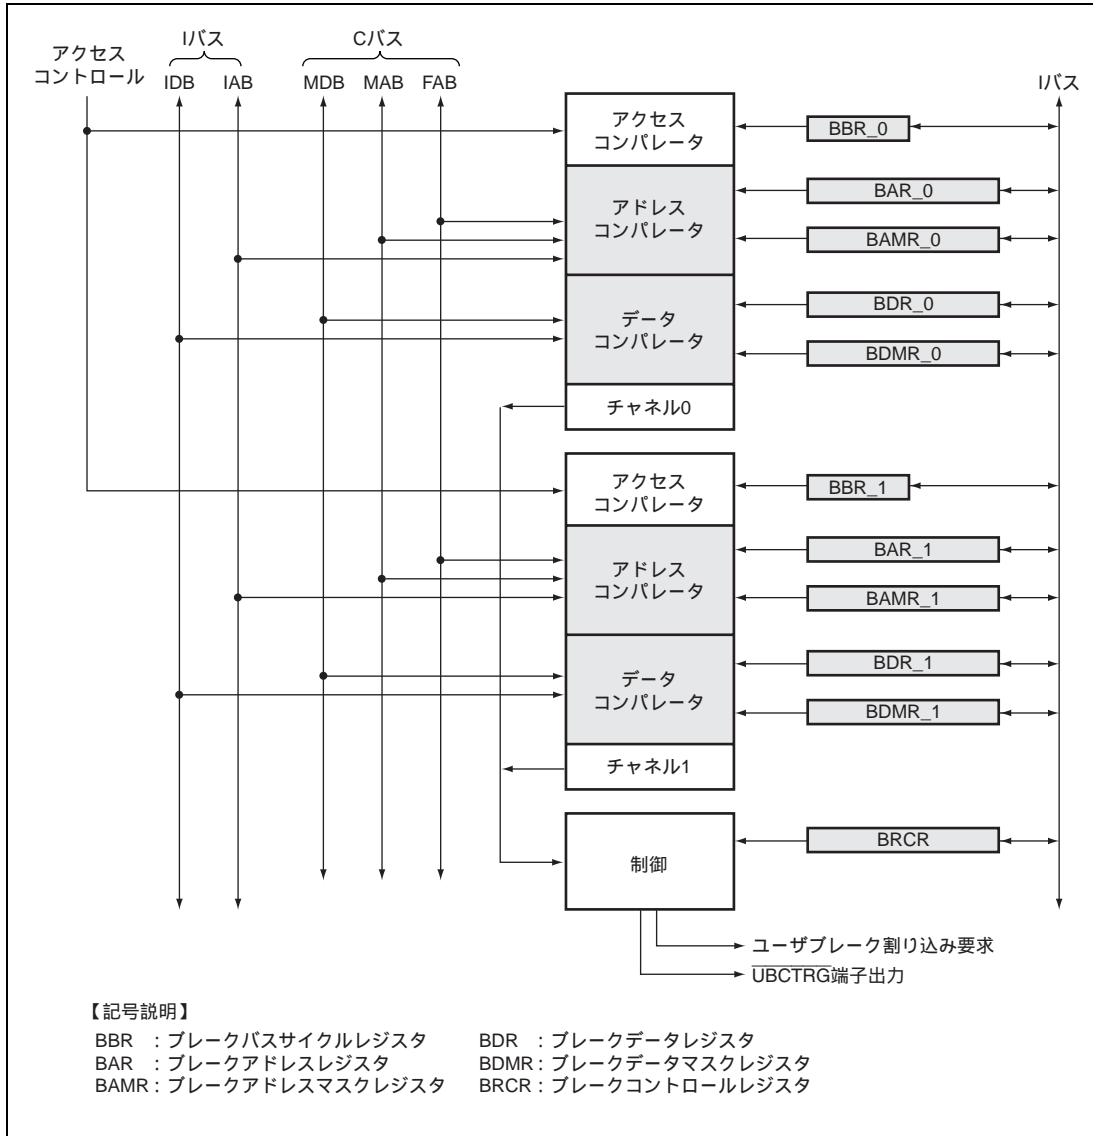 アクセス
コントロール
Iバス
IDB IAB
Cバス
MDB MAB FAB
Iバス
アクセス
コンパレータ
BBR_0
アドレス
コンパレータ
BAR_0
BAMR_0
データ
コンパレータ
BDR_0
BDMR_0
チャネル0
アクセス
コンパレータ
BBR_1
アドレス
コンパレータ
BAR_1
BAMR_1
データ
コンパレータ
BDR_1
BDMR_1
チャネル1
制御
BRCR
ユーザブレーク割り込み要求
UBCTRG端子出力
【記号説明】
BBR :ブレークバスサイクルレジスタ
BAR :ブレークアドレスレジスタ
BAMR:ブレークアドレスマスクレジスタ
BDR :ブレークデータレジスタ
BDMR:ブレークデータマスクレジスタ
BRCR:ブレークコントロールレジスタ